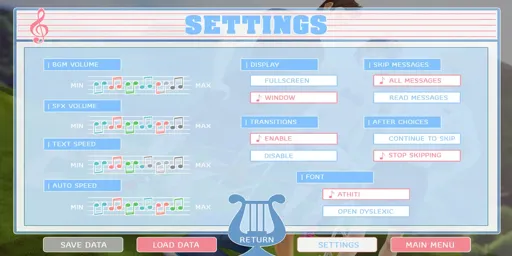 SETTINGS
BGM VOLUME
MIN MAX
SFX VOLUME
MIN MAX
TEXT SPEED
MIN MAX
AUTO SPEED
MIN MAX
DISPLAY
FULLSCREEN
WINDOW
TRANSITIONS
ENABLE
DISABLE
SKIP MESSAGES
ALL MESSAGES
READ MESSAGES
AFTER CHOICES
CONTINUE TO SKIP
STOP SKIPPING
FONT
ATHITI
OPEN DYSLEXIC
SAVE DATA
LOAD DATA
RETURN
SETTINGS
MAIN MENU